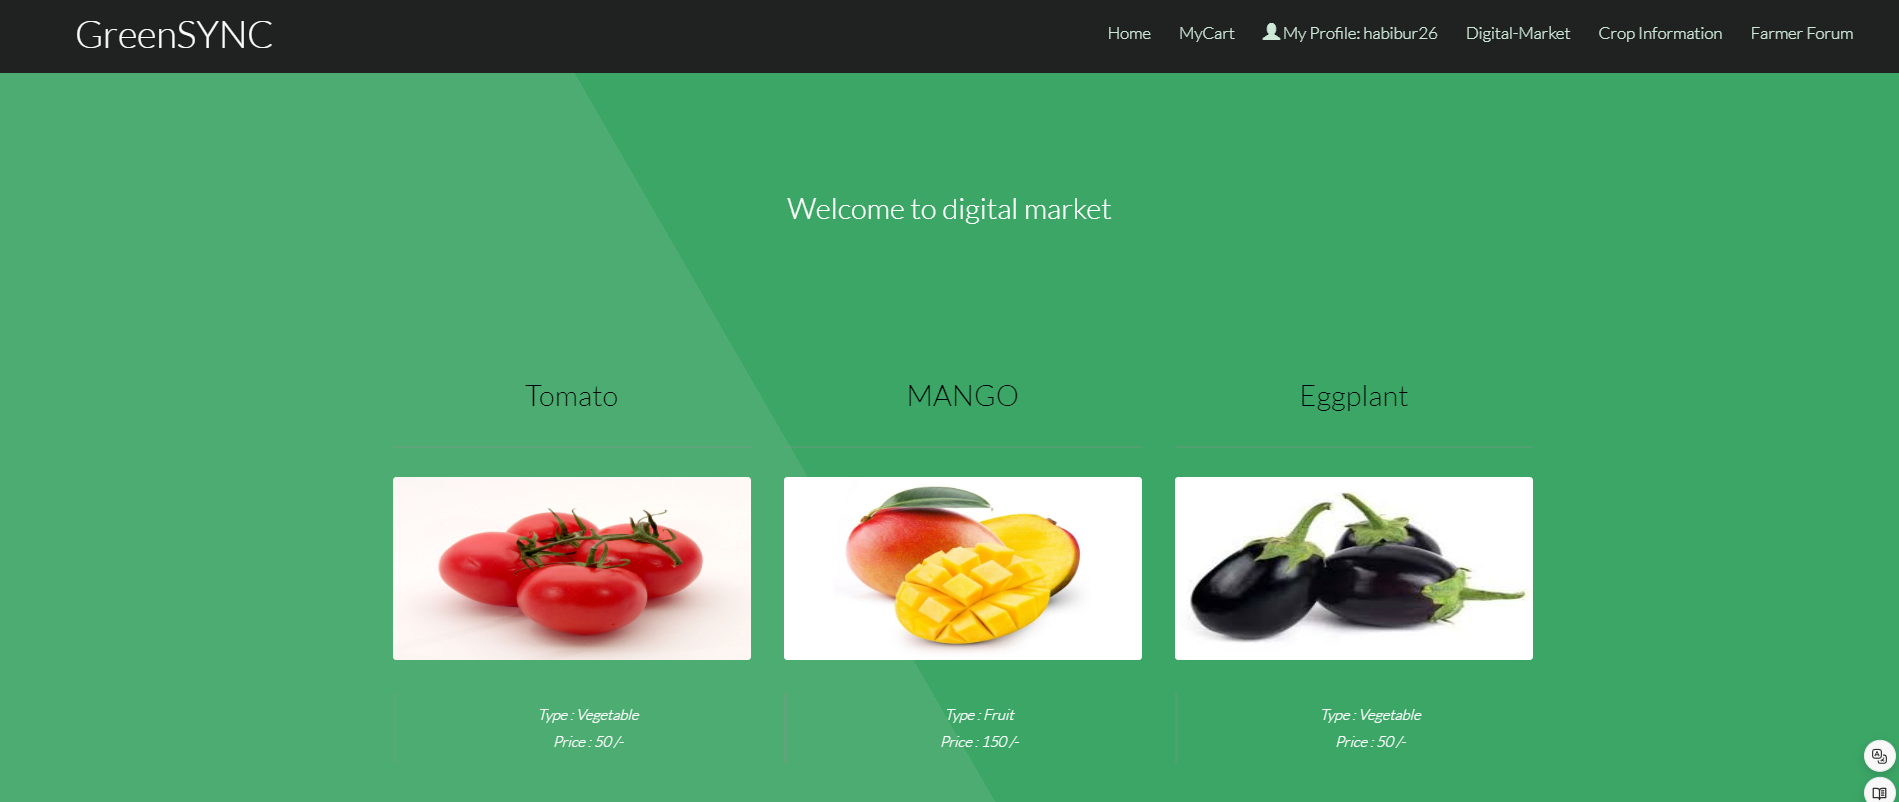 GreenSYNC
Home MyCart My Profile: habibur26 Digital-Market Crop Information Farmer Forum
Welcome to digital market
Tomato MANGO Eggplant
Type : Vegetable Type : Fruit Type : Vegetable
Price : 50 /- Price : 150 /- Price : 50 /-